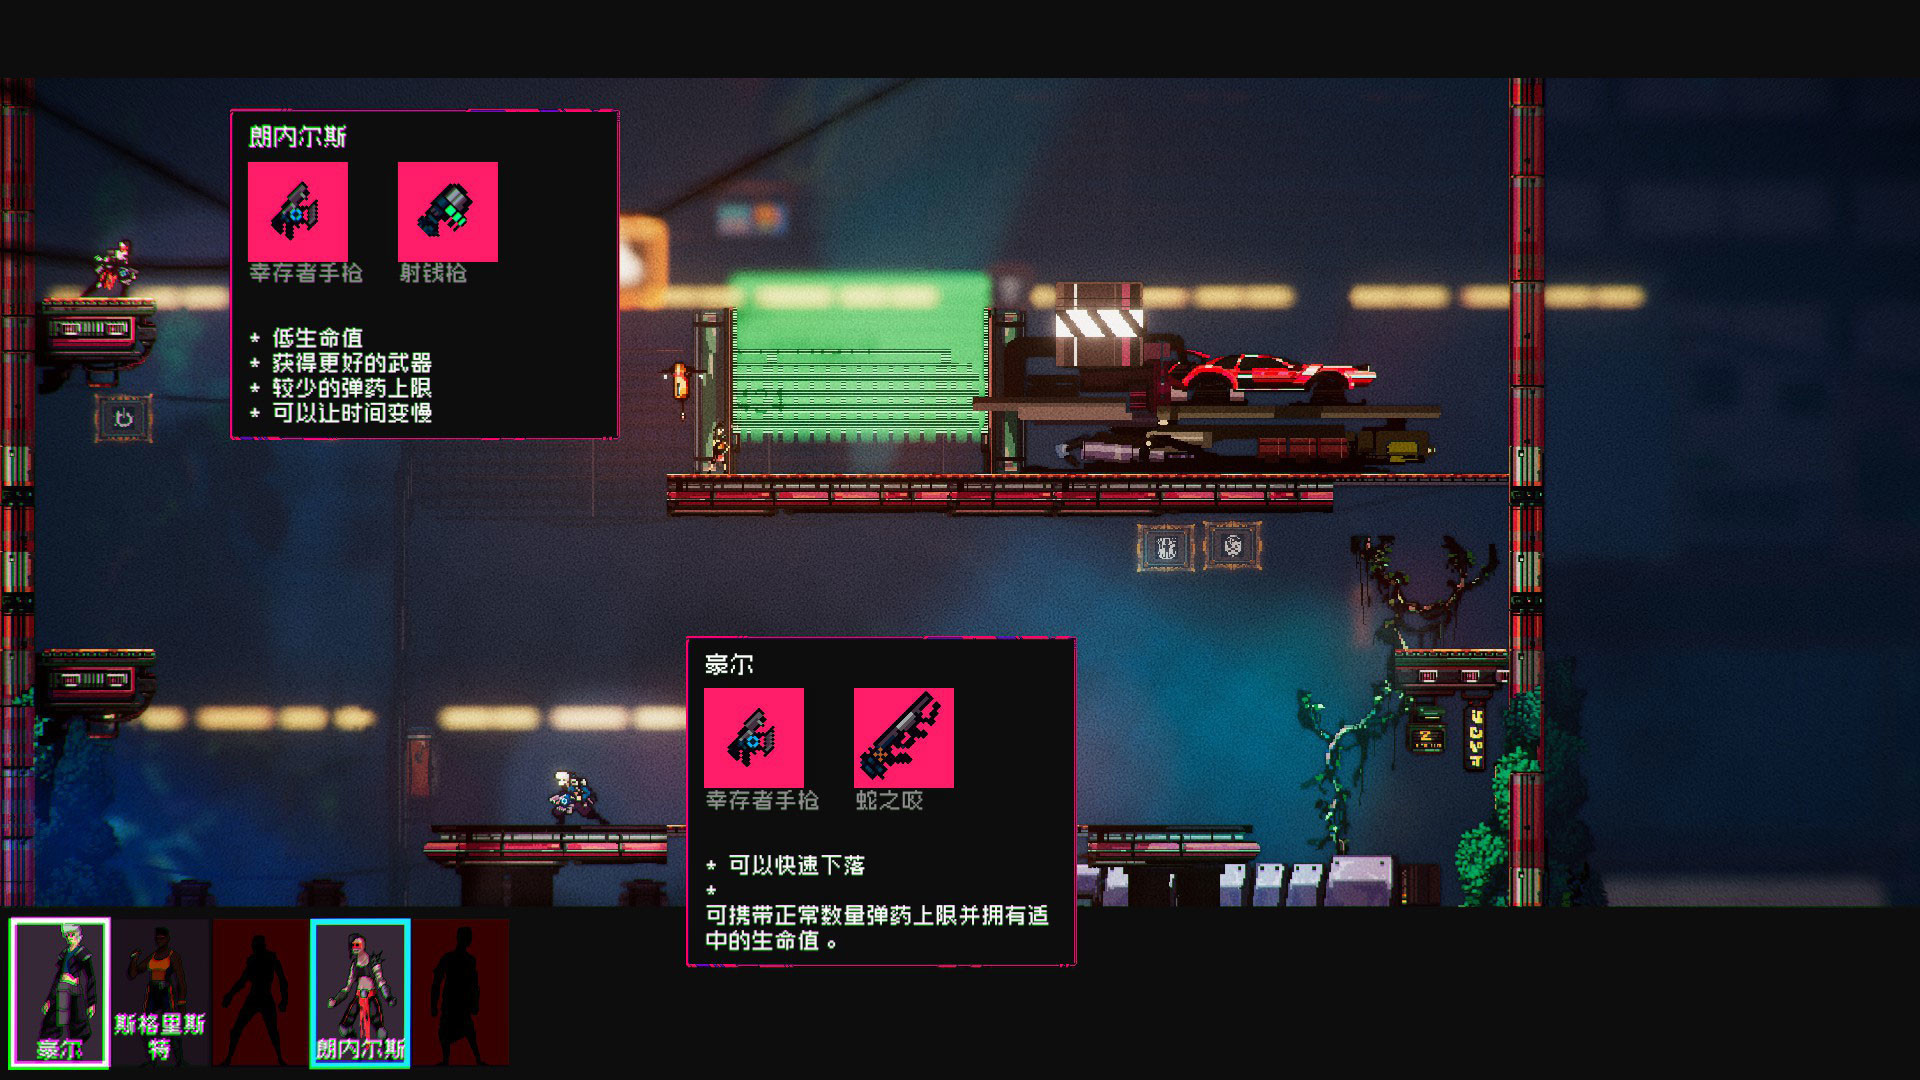 朗内尔斯
幸存者手枪
射钱枪
* 低生命值
* 获得更好的武器
* 较少的弹药上限
* 可以让时间变慢
豪尔
幸存者手枪
蛇之咬
* 可以快速下落
*
可携带正常数量弹药上限并拥有适
中的生命值。
豪尔
斯格里斯
特
朗内尔斯